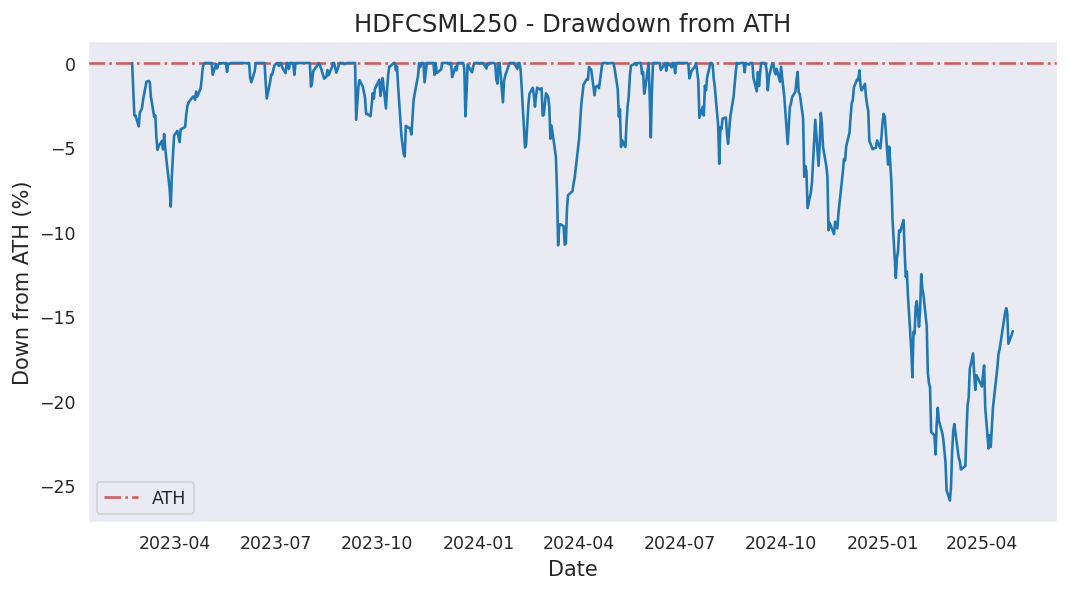 HDFCSML250 - Drawdown from ATH
Down from ATH (%)
0
−5
−10
−15
−20
−25
ATH
2023-04 2023-07 2023-10 2024-01 2024-04 2024-07 2024-10 2025-01 2025-04
Date